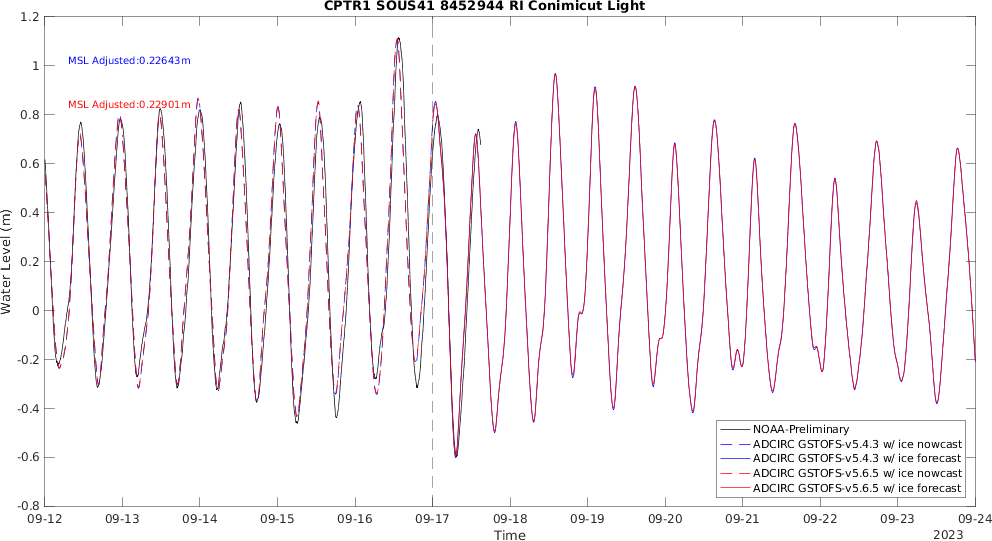 CPTR1 SOUS41 8452944 RI Conimicut Light
1.2
1
0.8
0.6
0.4
0.2
0
-0.2
-0.4
-0.6
-0.8
Water Level (m)
MSL Adjusted:0.22643m
MSL Adjusted:0.22901m
NOAA-Preliminary
ADCIRC GSTOFS-v5.4.3 w/ ice nowcast
ADCIRC GSTOFS-v5.4.3 w/ ice forecast
ADCIRC GSTOFS-v5.6.5 w/ ice nowcast
ADCIRC GSTOFS-v5.6.5 w/ ice forecast
09-12 09-13 09-14 09-15 09-16 09-17 09-18 09-19 09-20 09-21 09-22 09-23 09-24
Time
2023